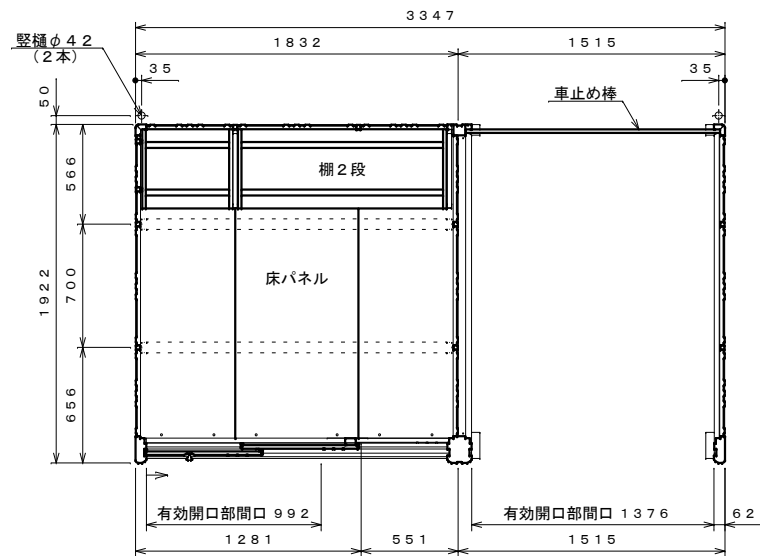 3347
1832
1515
竪樋φ42
(2本)
35
35
50
車止め棒
566
棚2段
1922
700
床パネル
656
有効開口部間口 992
有効開口部間口 1376
62
1281
551
1515